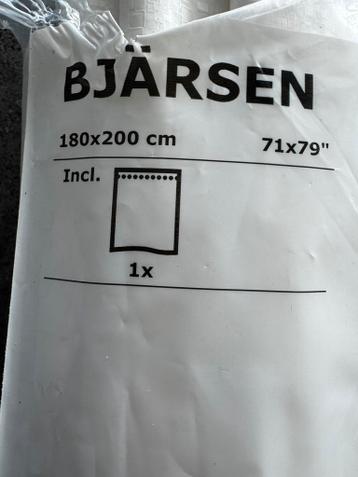 BJÄRSEN
180x200 cm 71x79"
Incl.
1x